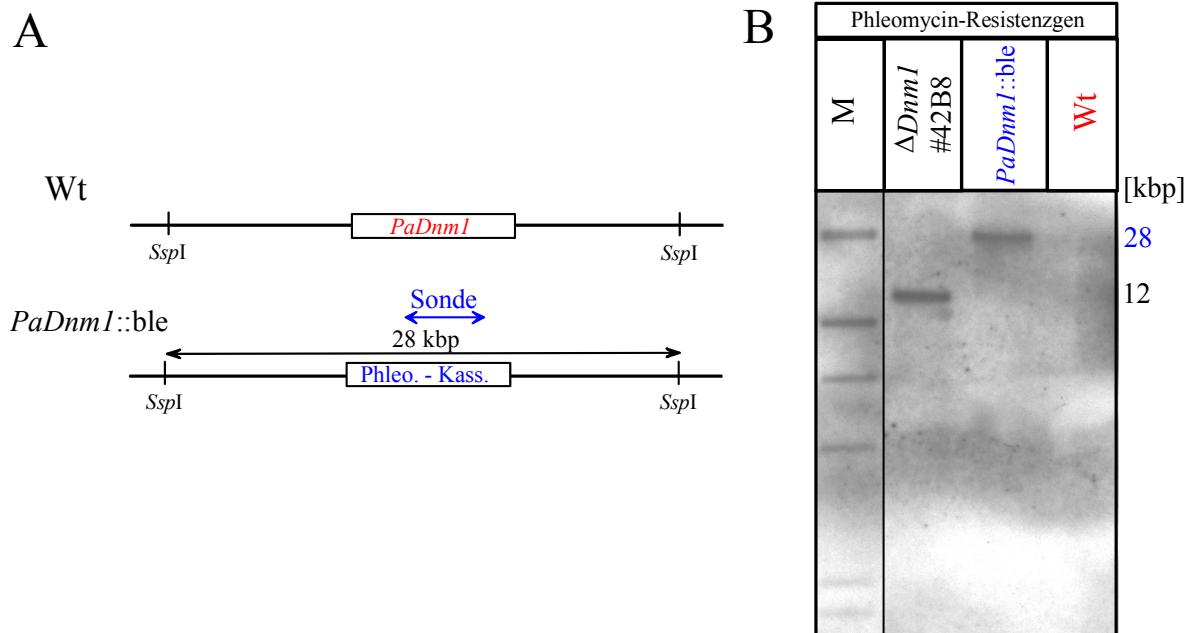 A
Wt
PaDnm1
SspI
SspI
Sonde
PaDnm1::ble
28 kbp
Phleo. - Kass.
SspI
SspI
B
Phleomycin-Resistenzgen
M
ΔDnm1
#42B8
PaDnm1::ble
Wt
[kbp]
28
12